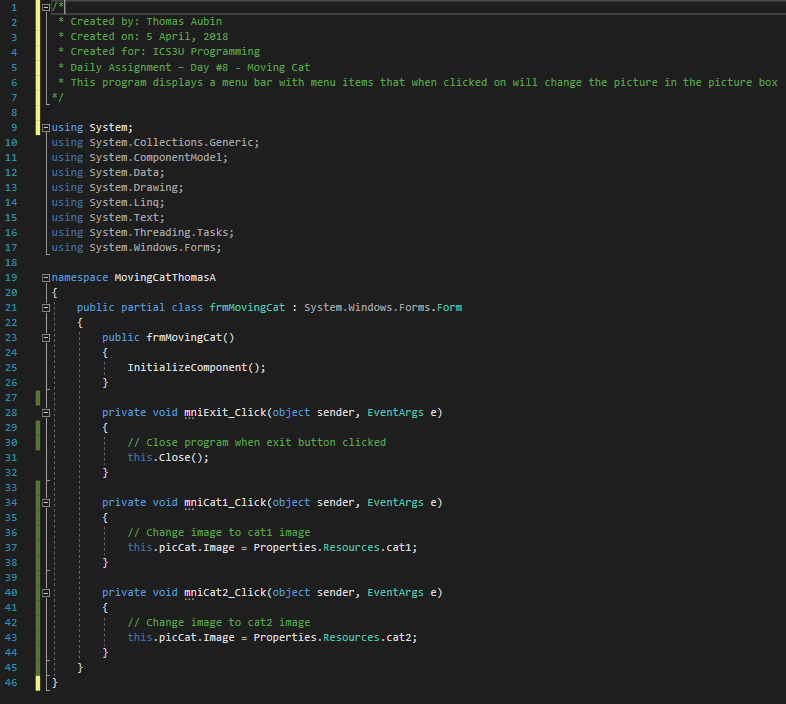 1 /*
2  * Created by: Thomas Aubin
3  * Created on: 5 April, 2018
4  * Created for: ICS3U Programming
5  * Daily Assignment – Day #8 - Moving Cat
6  * This program displays a menu bar with menu items that when clicked on will change the picture in the picture box
7 */
8
9 using System;
10 using System.Collections.Generic;
11 using System.ComponentModel;
12 using System.Data;
13 using System.Drawing;
14 using System.Linq;
15 using System.Text;
16 using System.Threading.Tasks;
17 using System.Windows.Forms;
18
19 namespace MovingCatThomasA
20 {
21     public partial class frmMovingCat : System.Windows.Forms.Form
22     {
23         public frmMovingCat()
24         {
25             InitializeComponent();
26         }
27
28         private void mniExit_Click(object sender, EventArgs e)
29         {
30             // Close program when exit button clicked
31             this.Close();
32         }
33
34         private void mniCat1_Click(object sender, EventArgs e)
35         {
36             // Change image to cat1 image
37             this.picCat.Image = Properties.Resources.cat1;
38         }
39
40         private void mniCat2_Click(object sender, EventArgs e)
41         {
42             // Change image to cat2 image
43             this.picCat.Image = Properties.Resources.cat2;
44         }
45     }
46 }